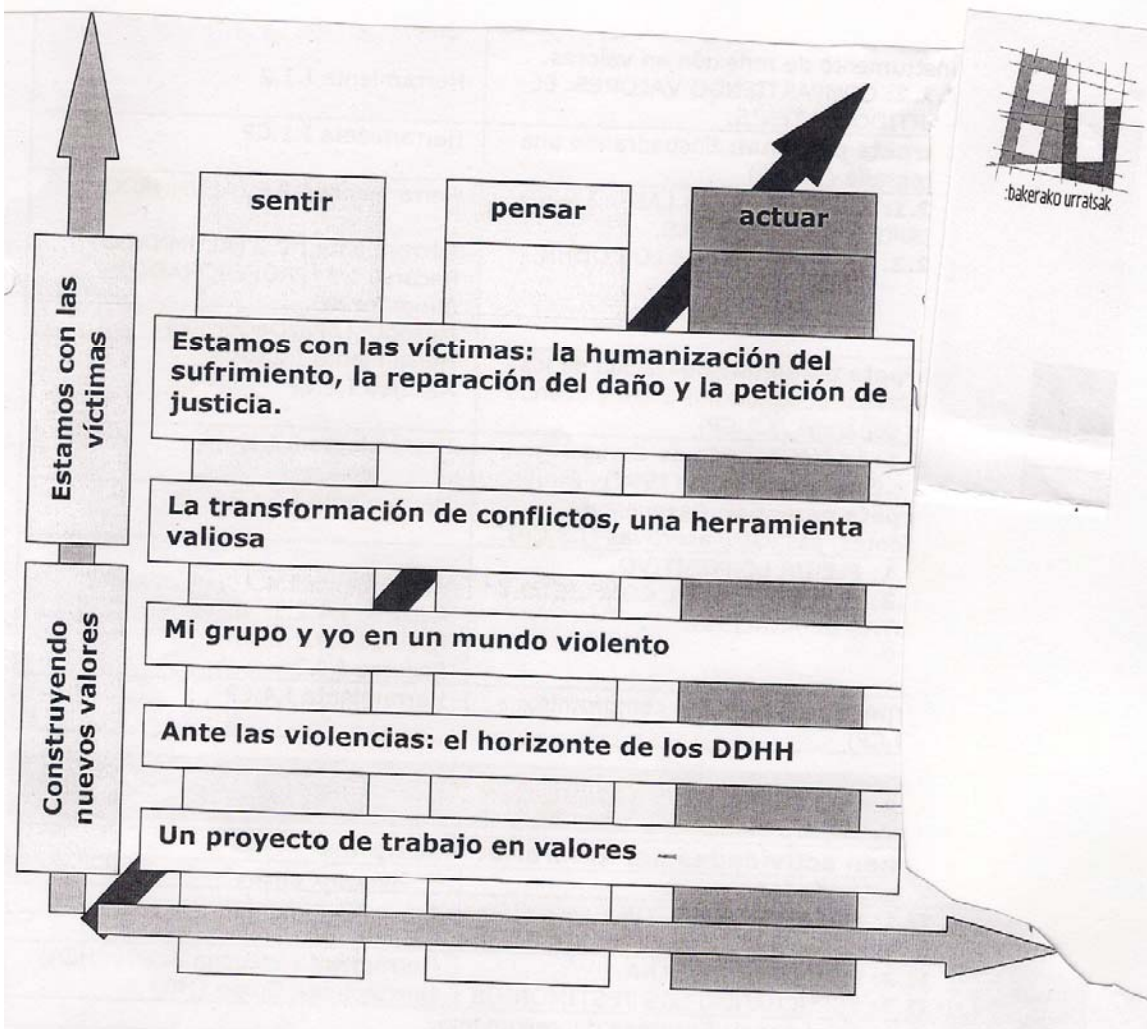 sentir
pensar
actuar
:bakerako urratsak
Estamos con las
víctimas
Estamos con las víctimas: la humanización del
sufrimiento, la reparación del daño y la petición de
justicia.
La transformación de conflictos, una herramienta
valiosa
Construyendo
nuevos valores
Mi grupo y yo en un mundo violento
Ante las violencias: el horizonte de los DDHH
Un proyecto de trabajo en valores